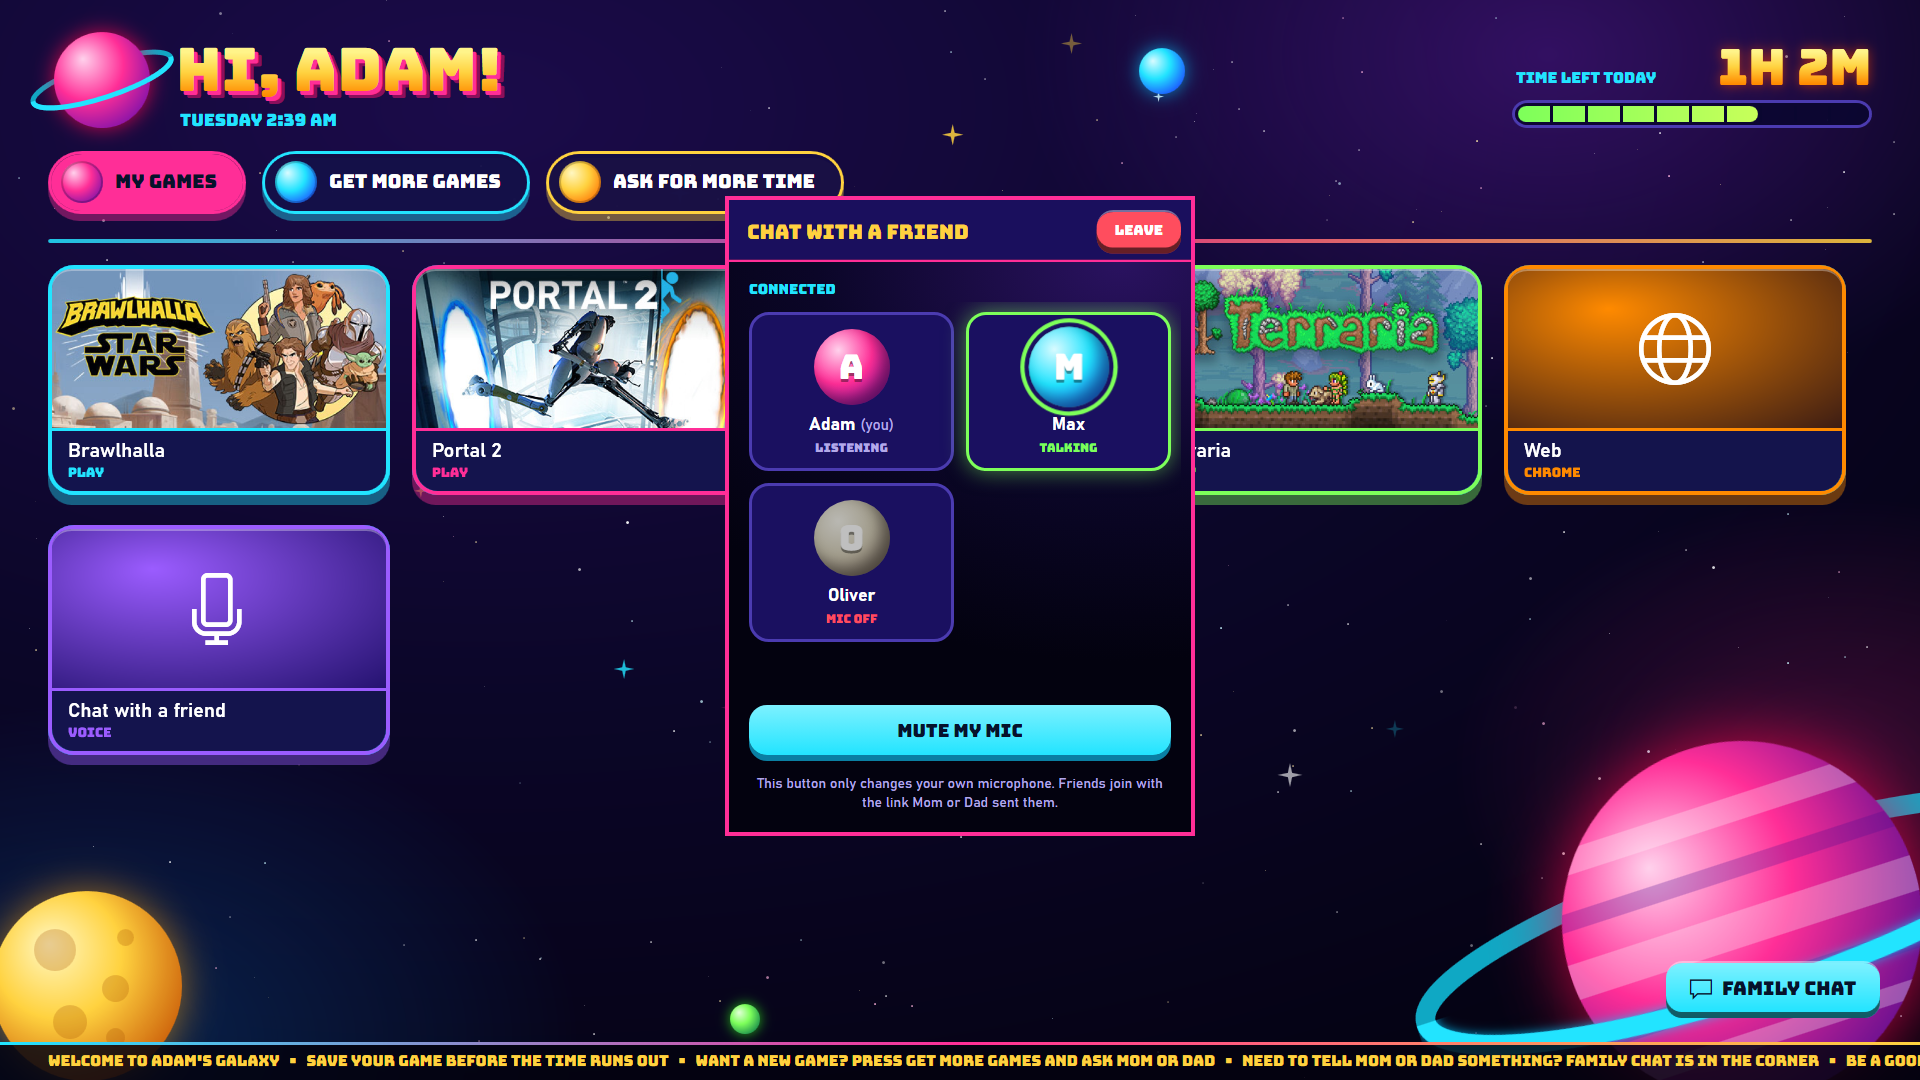 HI, ADAM!
TUESDAY 2:39 AM
TIME LEFT TODAY
1H 2M
MY GAMES
GET MORE GAMES
ASK FOR MORE TIME
CHAT WITH A FRIEND
LEAVE
CONNECTED
A
Adam (you)
LISTENING
M
Max
TALKING
O
Oliver
MIC OFF
MUTE MY MIC
This button only changes your own microphone. Friends join with
the link Mom or Dad sent them.
BRAWLHALLA
STAR
WARS
Brawlhalla
PLAY
PORTAL 2
Portal 2
PLAY
Terraria
raria
Web
CHROME
Chat with a friend
VOICE
FAMILY CHAT
WELCOME TO ADAM'S GALAXY ▪ SAVE YOUR GAME BEFORE THE TIME RUNS OUT ▪ WANT A NEW GAME? PRESS GET MORE GAMES AND ASK MOM OR DAD ▪ NEED TO TELL MOM OR DAD SOMETHING? FAMILY CHAT IS IN THE CORNER ▪ BE A